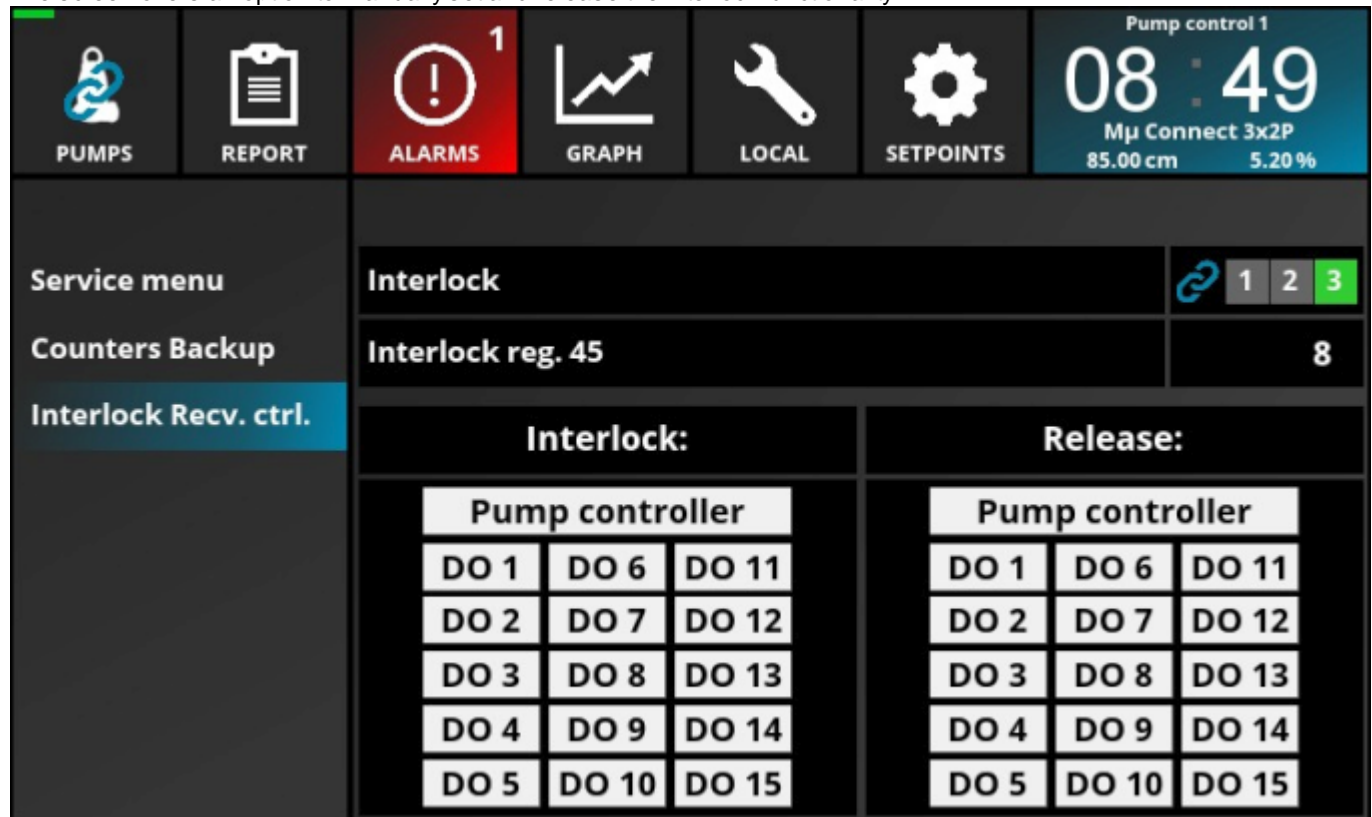 1
Pump control 1
08:49
Mµ Connect 3x2P
85.00 cm 5.20 %
PUMPS REPORT ALARMS GRAPH LOCAL SETPOINTS
Service menu
Counters Backup
Interlock Recv. ctrl.
Interlock 1 2 3
Interlock reg. 45 8
Interlock: Release:
Pump controller Pump controller
DO 1 DO 6 DO 11 DO 1 DO 6 DO 11
DO 2 DO 7 DO 12 DO 2 DO 7 DO 12
DO 3 DO 8 DO 13 DO 3 DO 8 DO 13
DO 4 DO 9 DO 14 DO 4 DO 9 DO 14
DO 5 DO 10 DO 15 DO 5 DO 10 DO 15